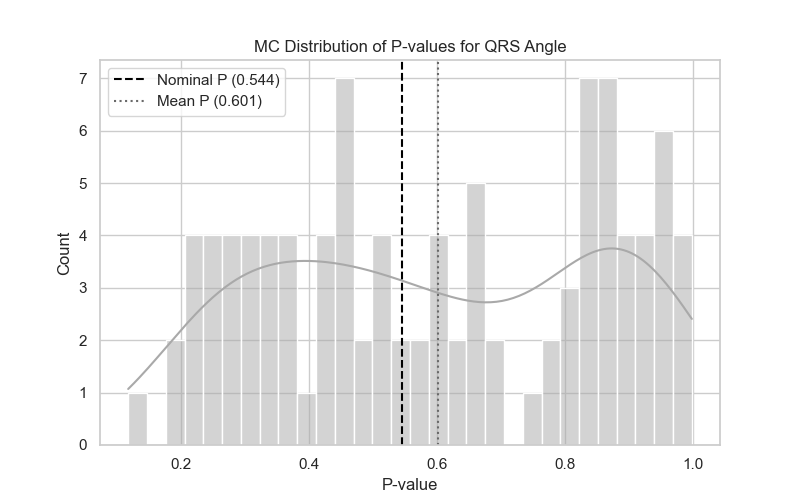 MC Distribution of P-values for QRS Angle
Nominal P (0.544)
Mean P (0.601)
Count
7
6
5
4
3
2
1
0
0.2 0.4 0.6 0.8 1.0
P-value